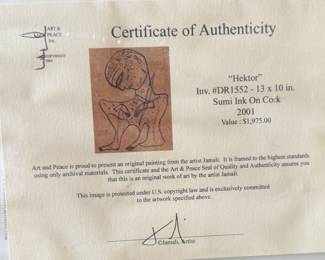 ART &
PEACE
Inc.
COPYRIGHT
Certificate of Authenticity
"Hektor"
Inv. #DR1552 - 13 x 10 in.
Sumi Ink On Cork
2001
Value : $1,975.00
Art and Peace is proud to present an original painting from the artist Jamali. It is framed to the highest standards
using only archival materials. This certificate and the Art & Peace Seal of Quality and Authenticity assures you
that this is an original work of art by the artist Jamali.
This image is protected under U.S. copyright law and is exclusively committed
to the artwork specified above.
©Jamali, Artist